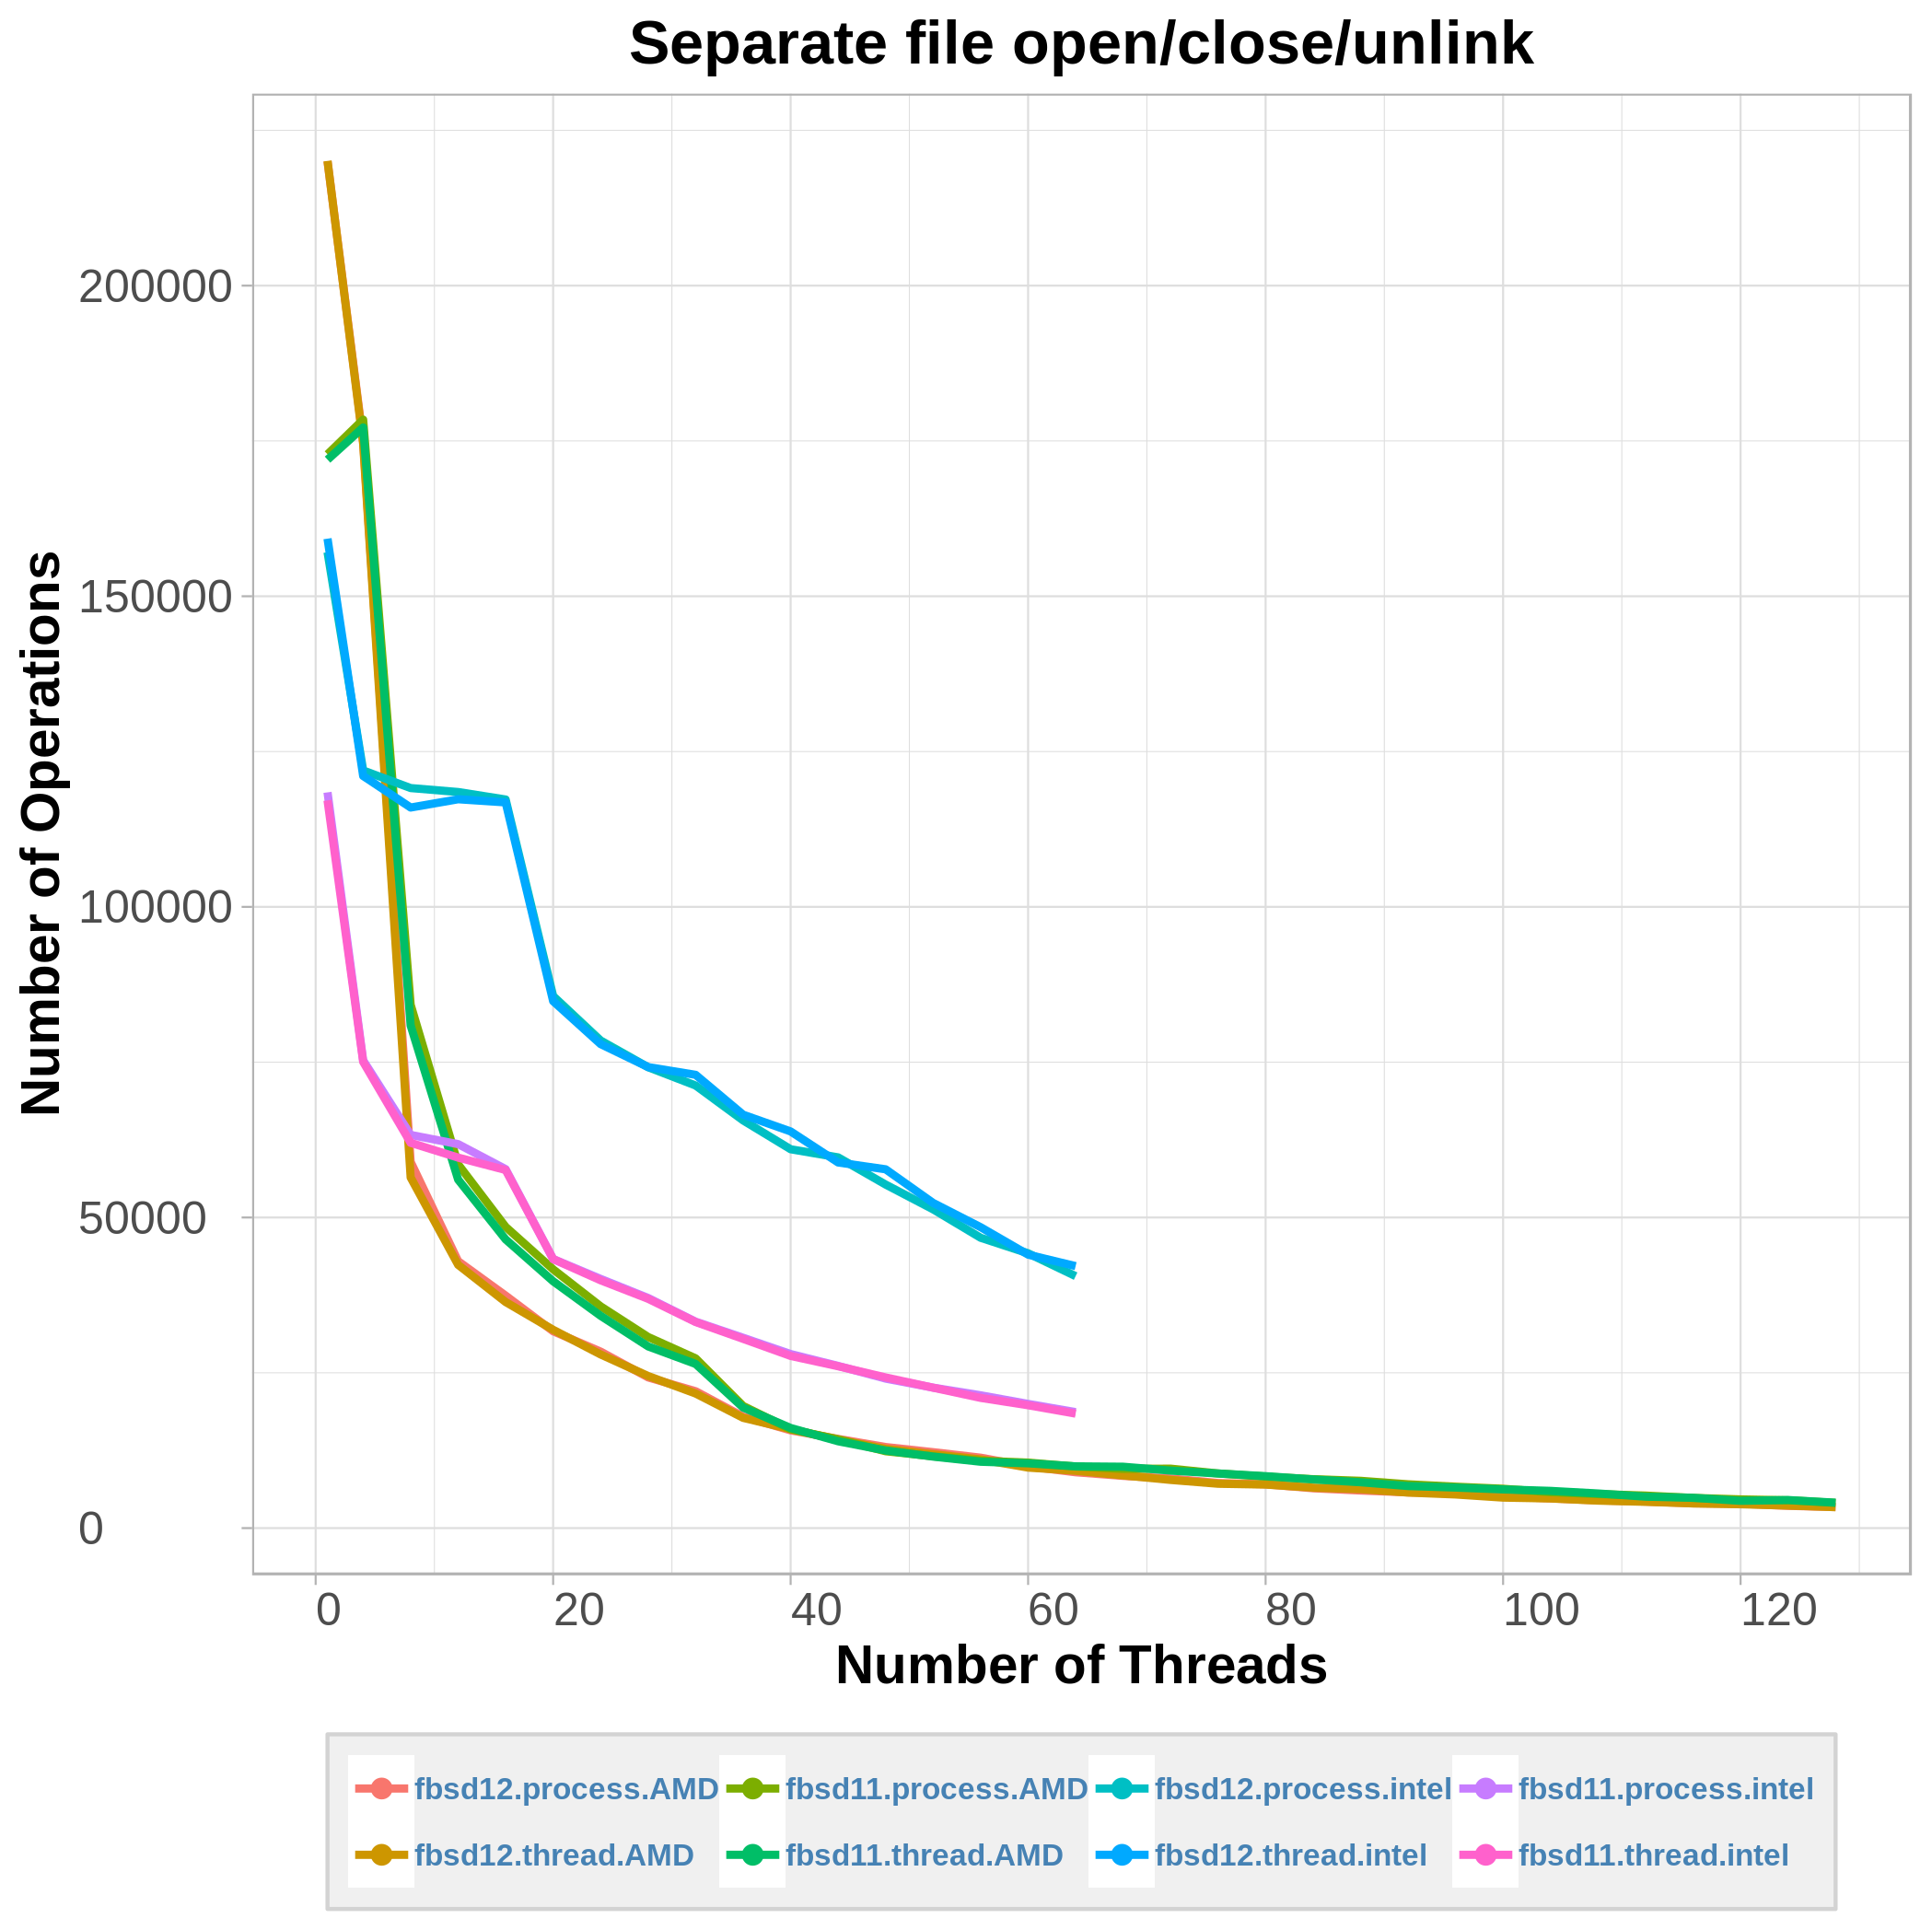 Separate file open/close/unlink
Number of Operations
200000
150000
100000
50000
0
0 20 40 60 80 100 120
Number of Threads
fbsd12.process.AMD fbsd11.process.AMD fbsd12.process.intel fbsd11.process.intel
fbsd12.thread.AMD fbsd11.thread.AMD fbsd12.thread.intel fbsd11.thread.intel